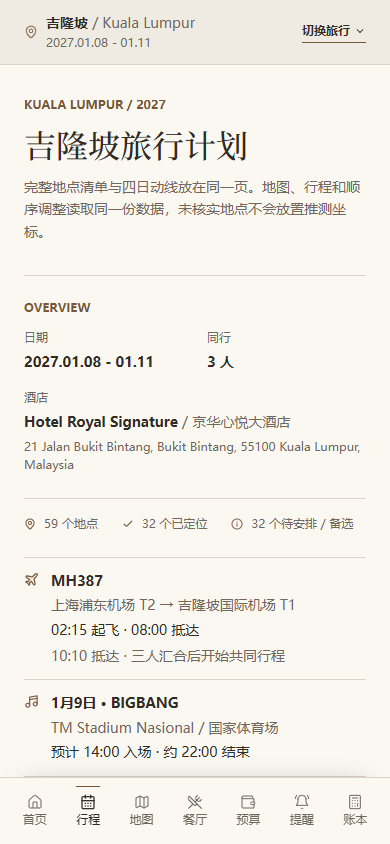 吉隆坡 / Kuala Lumpur
2027.01.08 - 01.11
切换旅行
KUALA LUMPUR / 2027
吉隆坡旅行计划
完整地点清单与四日动线放在同一页。地图、行程和顺
序调整读取同一份数据，未核实地点不会放置推测坐
标。
OVERVIEW
日期
同行
2027.01.08 - 01.11
3 人
酒店
Hotel Royal Signature / 京华心悦大酒店
21 Jalan Bukit Bintang, Bukit Bintang, 55100 Kuala Lumpur,
Malaysia
59 个地点
32 个已定位
32 个待安排 / 备选
MH387
上海浦东机场 T2 → 吉隆坡国际机场 T1
02:15 起飞 · 08:00 抵达
10:10 抵达 · 三人汇合后开始共同行程
1月9日 • BIGBANG
TM Stadium Nasional / 国家体育场
预计 14:00 入场 · 约 22:00 结束
首页
行程
地图
餐厅
预算
提醒
账本